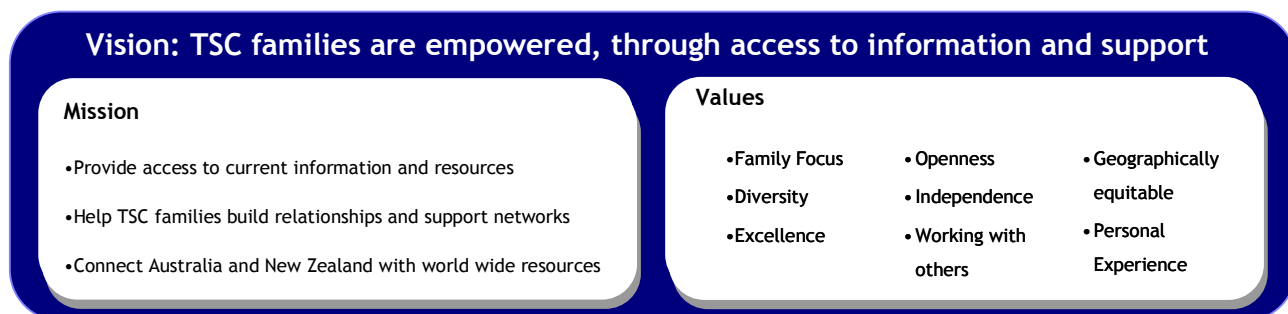 Vision: TSC families are empowered, through access to information and support
Mission
•Provide access to current information and resources
•Help TSC families build relationships and support networks
•Connect Australia and New Zealand with world wide resources
Values
•Family Focus
•Diversity
•Excellence
•Openness
•Independence
•Working with
others
•Geographically
equitable
•Personal
Experience